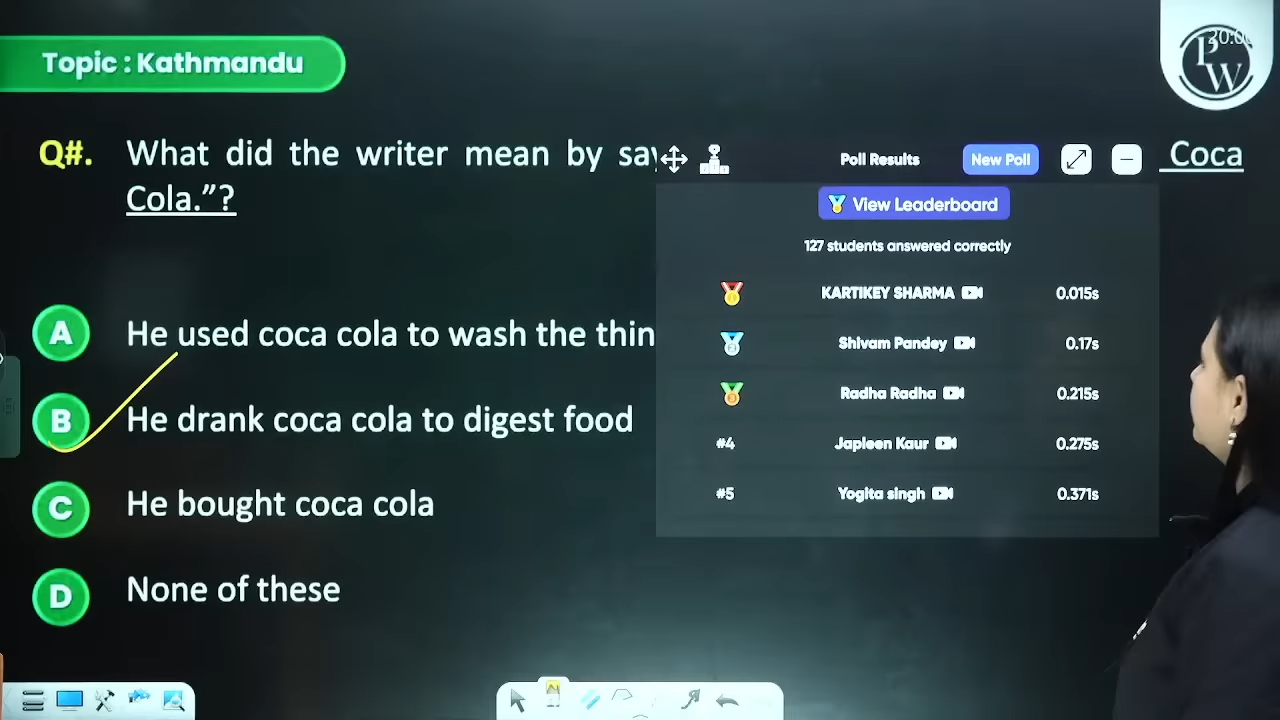 Topic : Kathmandu
20:0
PW
Q#. What did the writer mean by say Coca
Cola.”?
Poll Results
New Poll
View Leaderboard
127 students answered correctly
KARTIKEY SHARMA 0.015s
Shivam Pandey 0.17s
Radha Radha 0.215s
#4 Japleen Kaur 0.275s
#5 Yogita singh 0.371s
A He used coca cola to wash the thin
B He drank coca cola to digest food
C He bought coca cola
D None of these